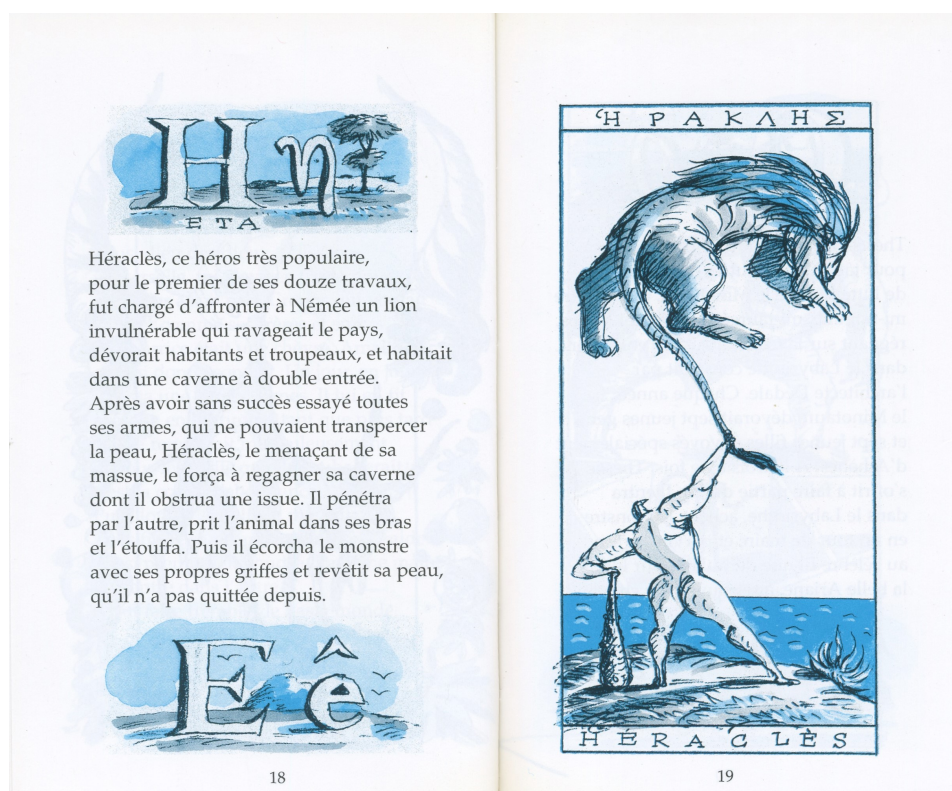 Η η
ETA
Héraclès, ce héros très populaire,
pour le premier de ses douze travaux,
fut chargé d'affronter à Némée un lion
invulnérable qui ravageait le pays,
dévorait habitants et troupeaux, et habitait
dans une caverne à double entrée.
Après avoir sans succès essayé toutes
ses armes, qui ne pouvaient transpercer
la peau, Héraclès, le menaçant de sa
massue, le força à regagner sa caverne
dont il obstrua une issue. Il pénétra
par l'autre, prit l'animal dans ses bras
et l'étouffa. Puis il écorcha le monstre
avec ses propres griffes et revêtit sa peau,
qu'il n'a pas quittée depuis.
E ê
18
ʽΗΡΑΚΛΗΣ
HÉRACLÈS
19